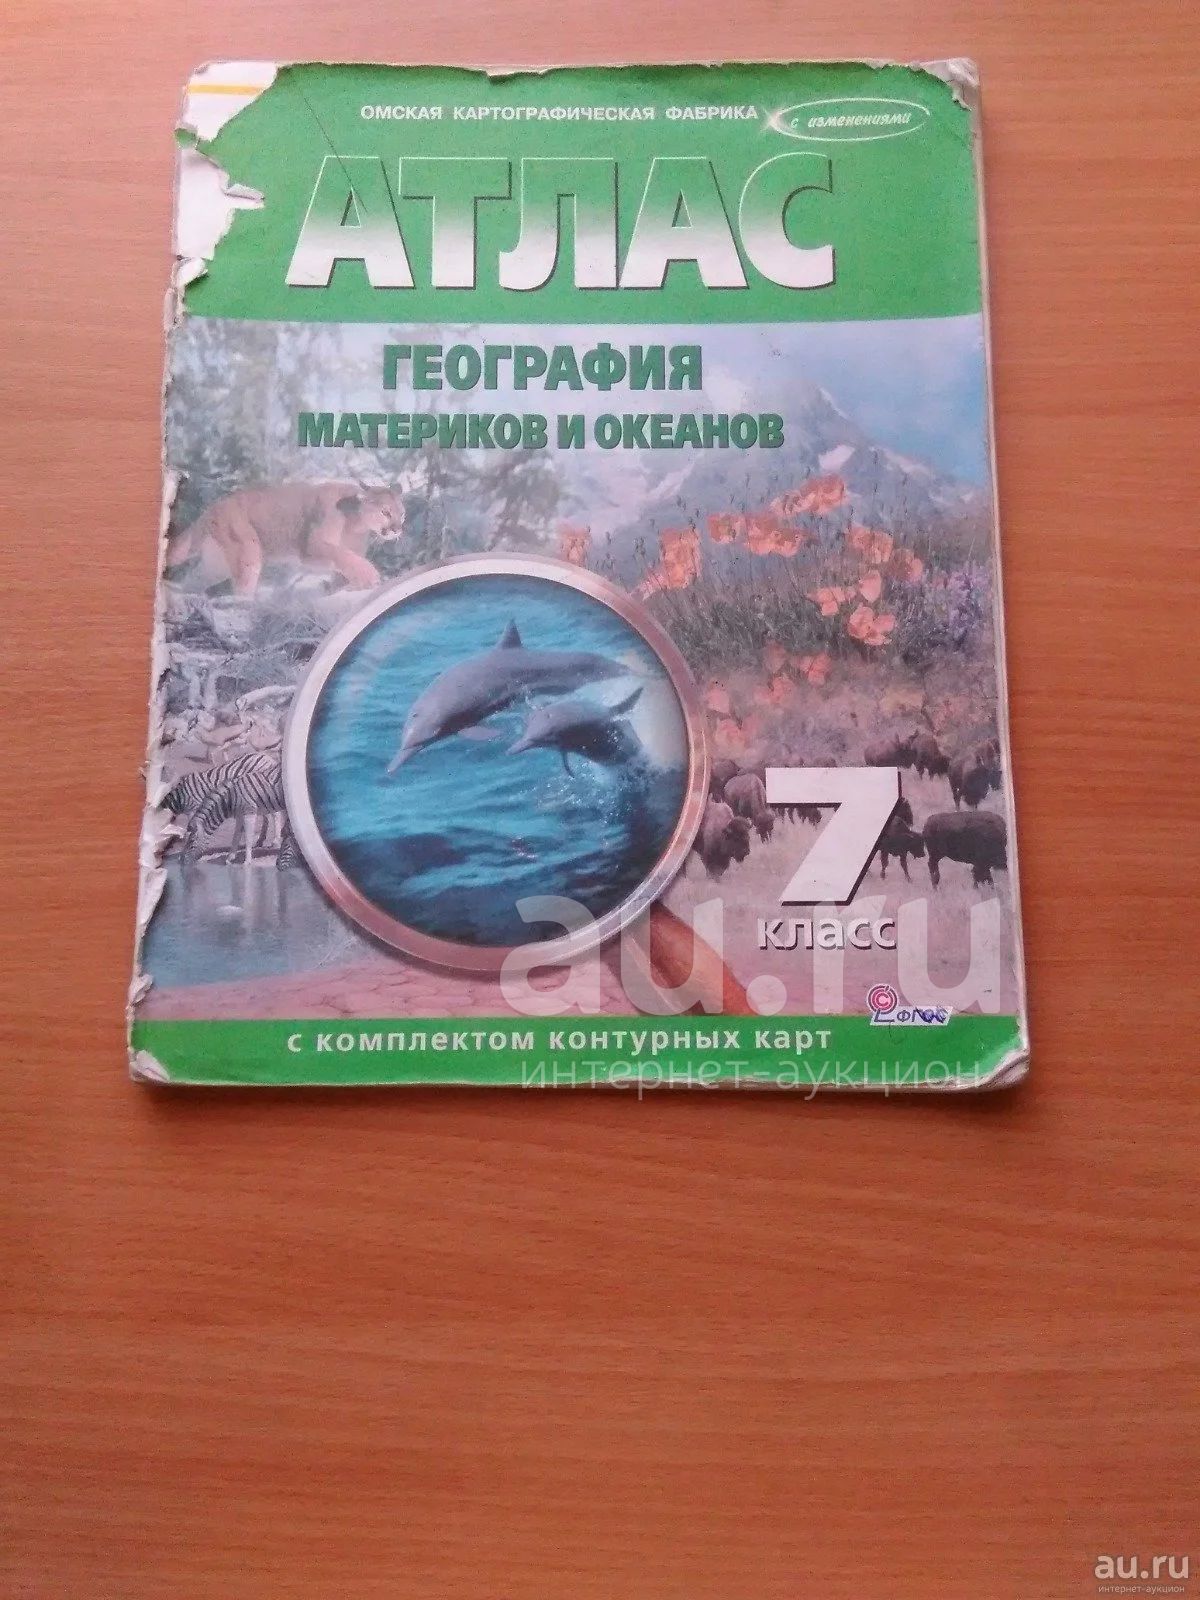 ОМСКАЯ КАРТОГРАФИЧЕСКАЯ ФАБРИКА
с изменениями
АТЛАС
ГЕОГРАФИЯ
МАТЕРИКОВ И ОКЕАНОВ
7
класс
ФГОС
с комплектом контурных карт
au.ru
интернет-аукцион
au.ru
интернет-аукцион